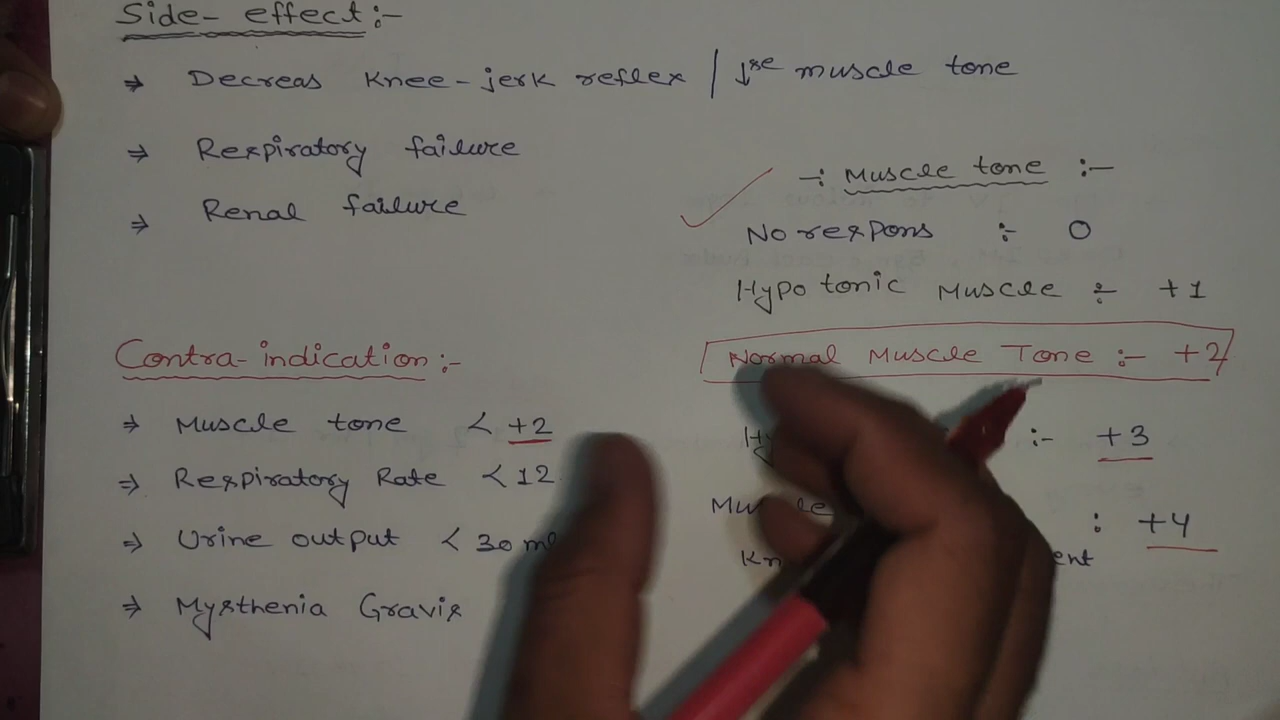 Side- effect :-
⇒ Decreas Knee-jerk reflex / ↓se muscle tone
⇒ Respiratory failure
⇒ Renal failure
-: Muscle tone :-
No respons :- 0
Hypo tonic Muscle :- +1
Normal Muscle Tone :- +2
:- +3
: +4
Contra-indication :-
⇒ Muscle tone < +2
⇒ Respiratory Rate < 12
⇒ Urine output < 30 ml
⇒ Mysthenia Gravis